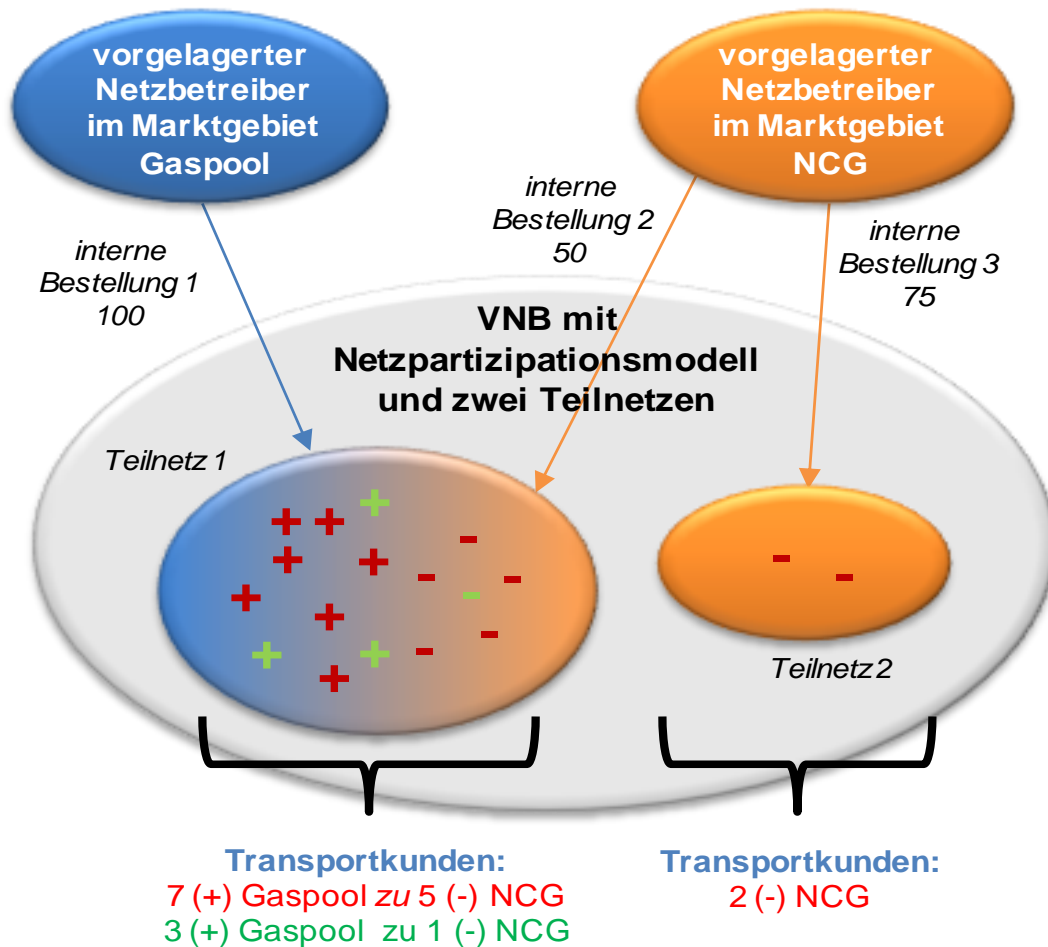 vorgelagerter
Netzbetreiber
im Marktgebiet
Gaspool
vorgelagerter
Netzbetreiber
im Marktgebiet
NCG
interne
Bestellung 1
100
interne
Bestellung 2
50
interne
Bestellung 3
75
VNB mit
Netzpartizipationsmodell
und zwei Teilnetzen
Teilnetz 1
Teilnetz 2
Transportkunden:
7 (+) Gaspool zu 5 (-) NCG
3 (+) Gaspool zu 1 (-) NCG
Transportkunden:
2 (-) NCG